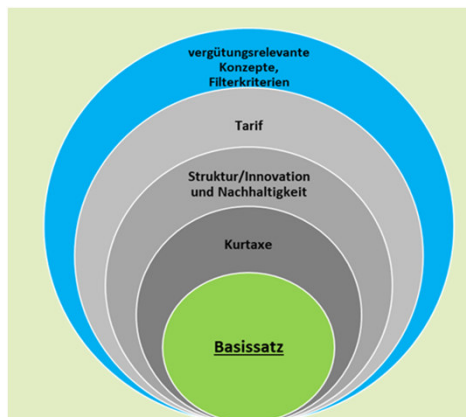 vergütungsrelevante
Konzepte,
Filterkriterien
Tarif
Struktur/Innovation
und Nachhaltigkeit
Kurtaxe
Basissatz